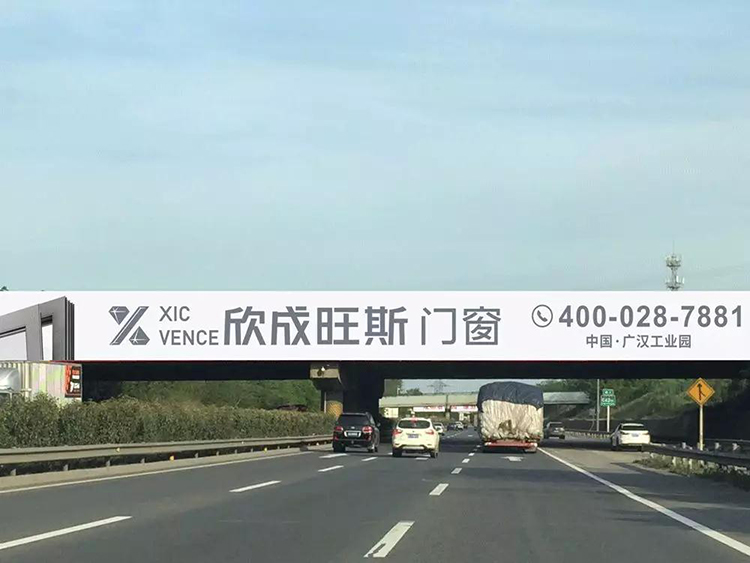 XIC
VENCE
欣成旺斯门窗
400-028-7881
中国·广汉工业园